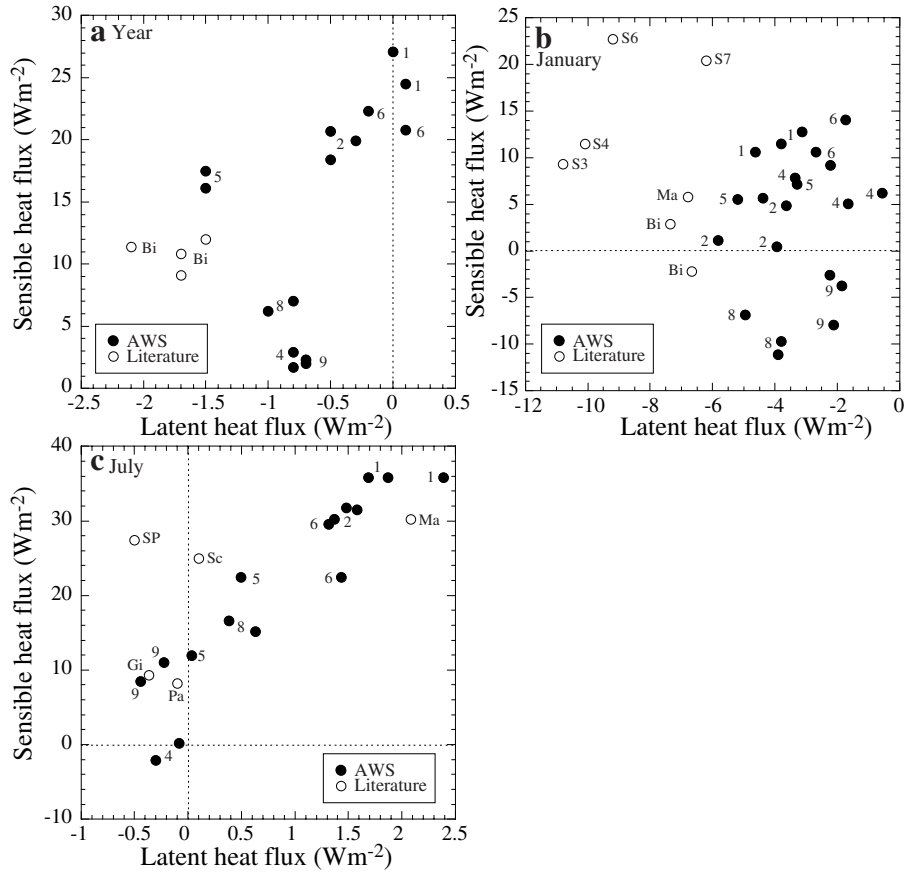 a Year
Sensible heat flux (Wm-2)
30
25
20
15
10
5
0
1
1
6
6
2
5
Bi
Bi
8
4
9
AWS
Literature
-2.5 -2 -1.5 -1 -0.5 0 0.5
Latent heat flux (Wm-2)
b
January
Sensible heat flux (Wm-2)
25
20
15
10
5
0
-5
-10
-15
S6
S7
6
1
S4
1
6
S3
4
5
4
Ma
5
2
4
Bi
2
2
Bi
9
8
9
8
AWS
Literature
-12 -10 -8 -6 -4 -2 0
Latent heat flux (Wm-2)
c July
Sensible heat flux (Wm-2)
40
30
20
10
0
-10
1
1
2
6
Ma
SP
Sc
5
6
8
9
5
Gi
9
Pa
4
AWS
Literature
-1 -0.5 0 0.5 1 1.5 2 2.5
Latent heat flux (Wm-2)